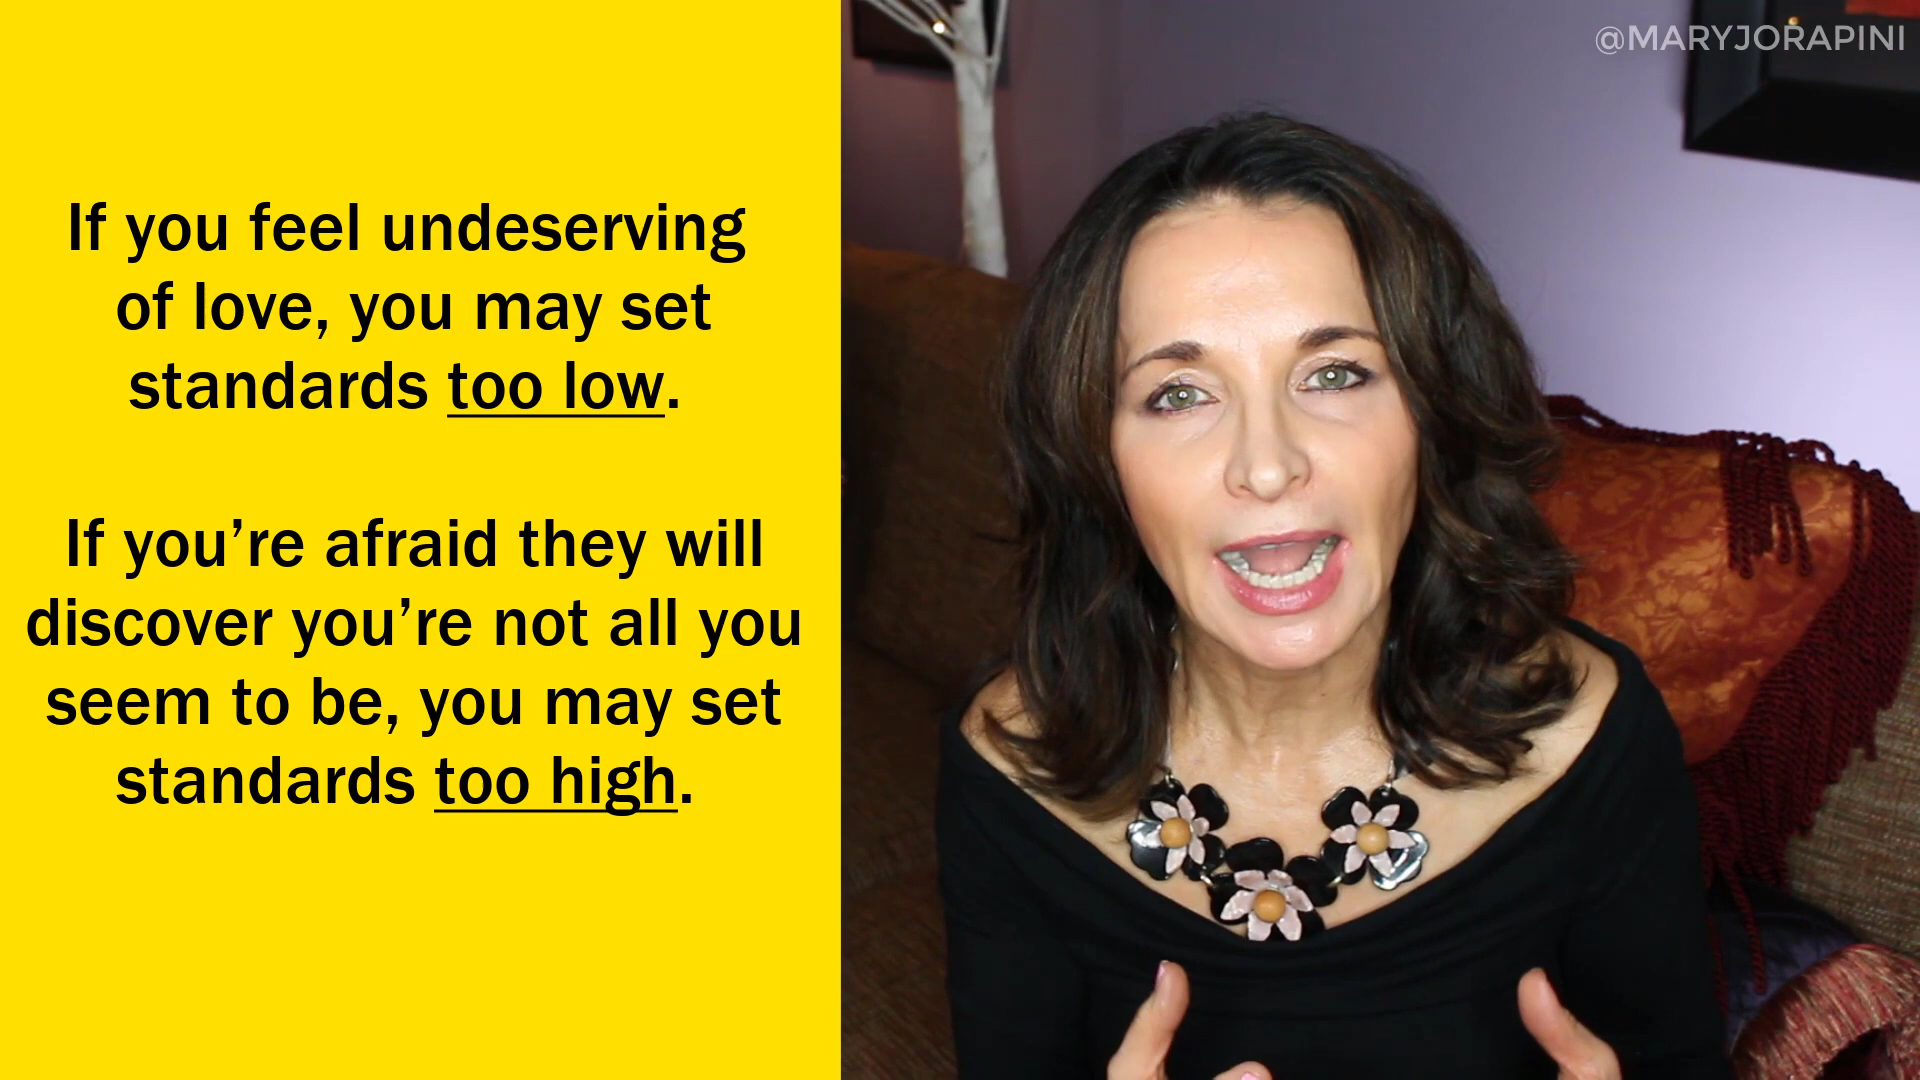 @MARYJORAPINI
If you feel undeserving
of love, you may set
standards too low.
If you’re afraid they will
discover you’re not all you
seem to be, you may set
standards too high.